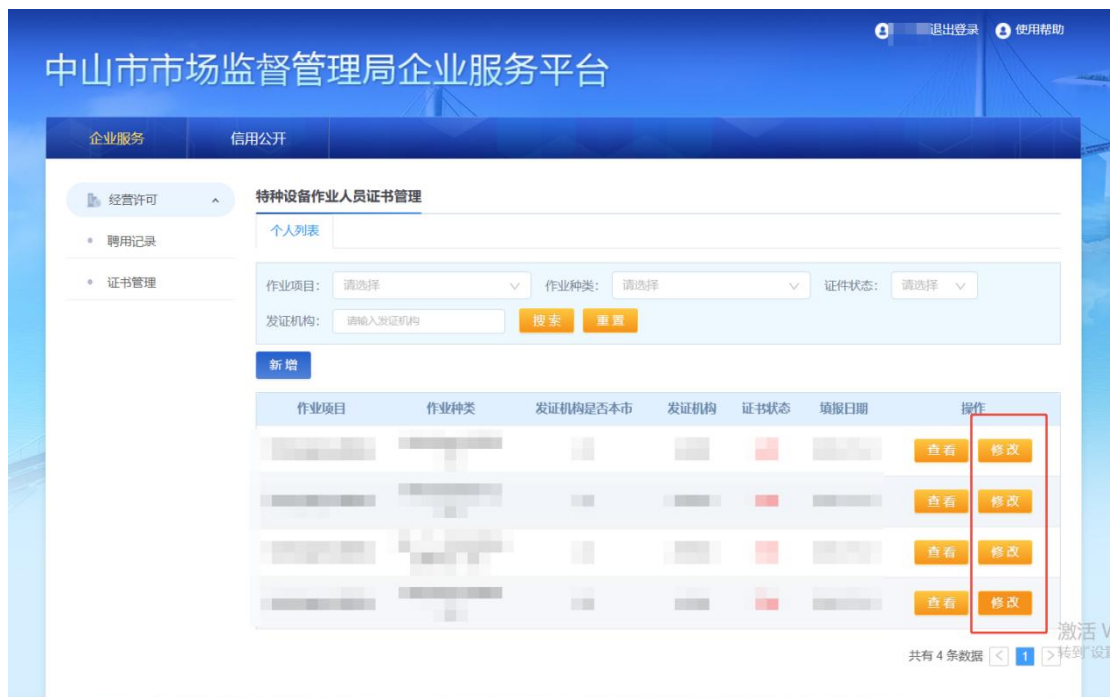 退出登录 使用帮助
中山市市场监督管理局企业服务平台
企业服务 信用公开
经营许可
聘用记录
证书管理
特种设备作业人员证书管理
个人列表
作业项目: 请选择 作业种类: 请选择 证件状态: 请选择
发证机构: 请输入发证机构 搜索 重置
新增
作业项目 作业种类 发证机构是否本市 发证机构 证书状态 填报日期 操作
查看 修改
查看 修改
查看 修改
查看 修改
共有 4 条数据 < 1 >
激活 V
转到"设置